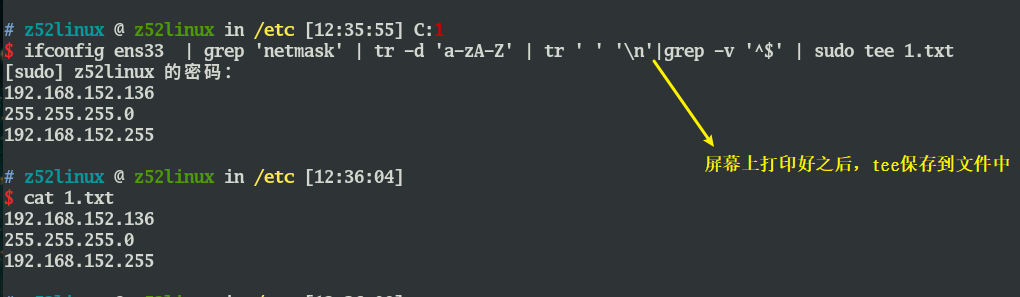 # z52linux @ z52linux in /etc [12:35:55] C:1
$ ifconfig ens33  | grep 'netmask' | tr -d 'a-zA-Z' | tr ' ' '\n'|grep -v '^$' | sudo tee 1.txt
[sudo] z52linux 的密码：
192.168.152.136
255.255.255.0
192.168.152.255
屏幕上打印好之后，tee保存到文件中
# z52linux @ z52linux in /etc [12:36:04]
$ cat 1.txt
192.168.152.136
255.255.255.0
192.168.152.255